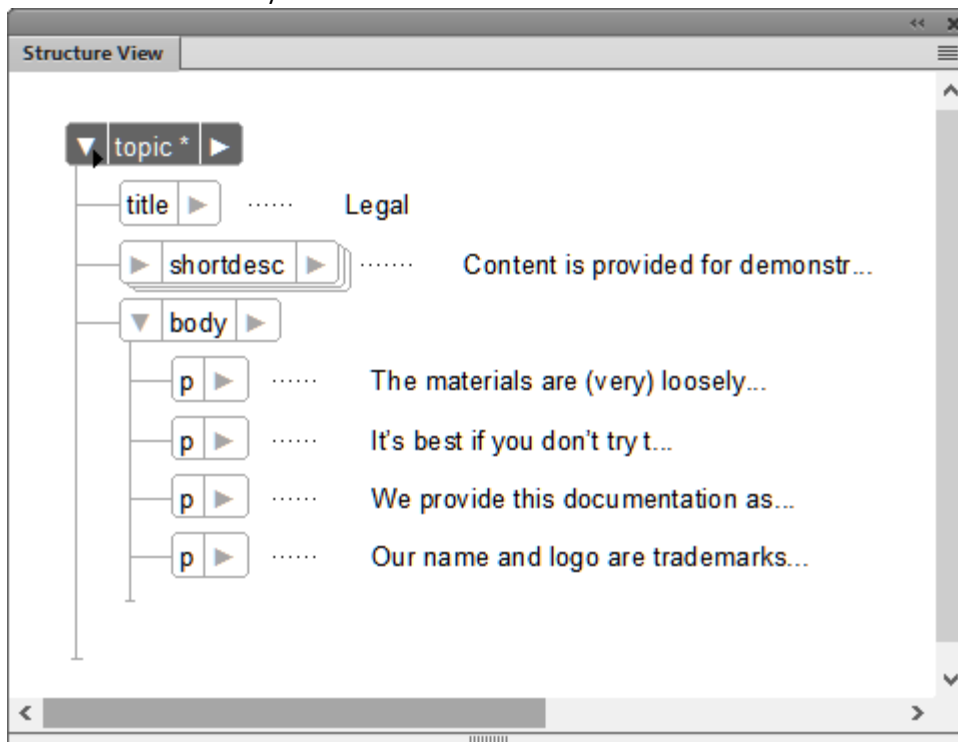 Structure View
topic *
title ...... Legal
shortdesc ....... Content is provided for demonstr...
body
p ...... The materials are (very) loosely...
p ...... It's best if you don't try t...
p ...... We provide this documentation as...
p ...... Our name and logo are trademarks...